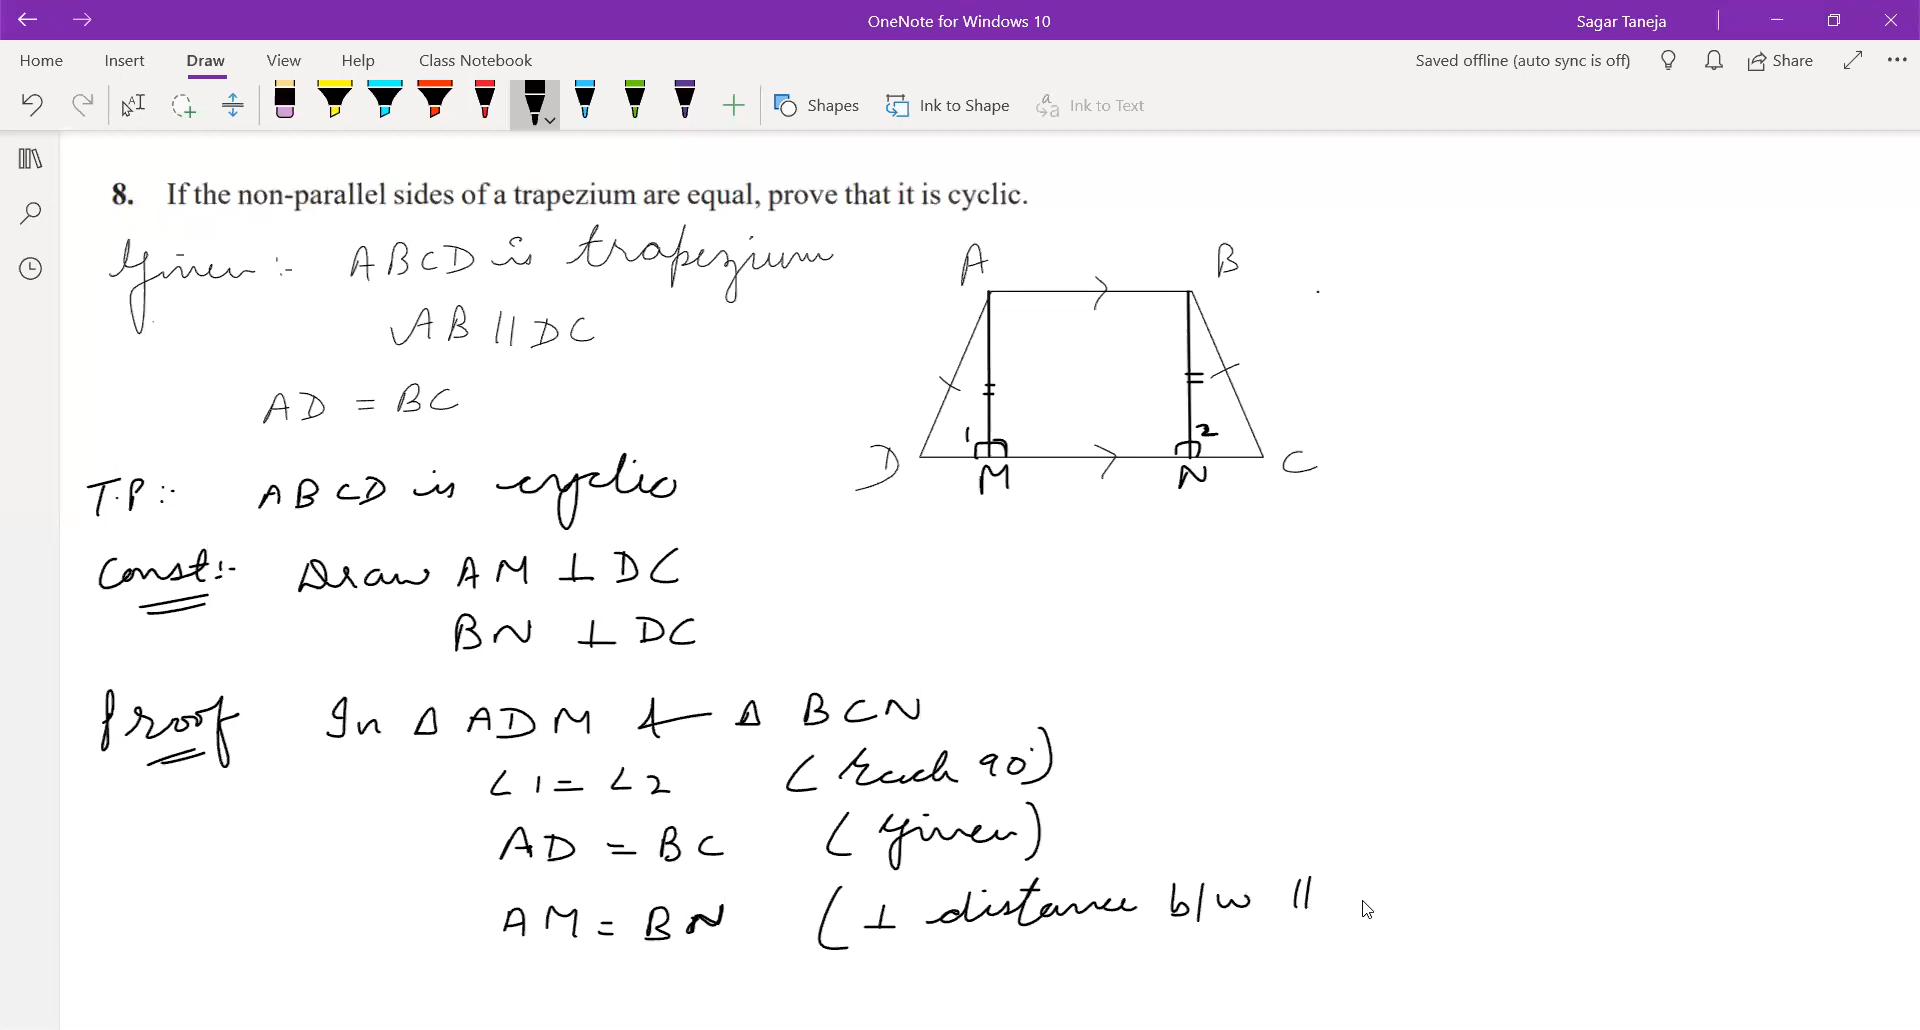 OneNote for Windows 10
Sagar Taneja
Home Insert Draw View Help Class Notebook
Saved offline (auto sync is off) Share
Shapes Ink to Shape Ink to Text
8. If the non-parallel sides of a trapezium are equal, prove that it is cyclic.
Given :- ABCD is trapezium
AB || DC
AD = BC
T.P :- ABCD is cyclic
Const :- Draw AM ⊥ DC
BN ⊥ DC
Proof In Δ ADM & Δ BCN
∠1 = ∠2 (Each 90°)
AD = BC (Given)
AM = BN (⊥ distance b/w ||
A B
1 2
D M N C